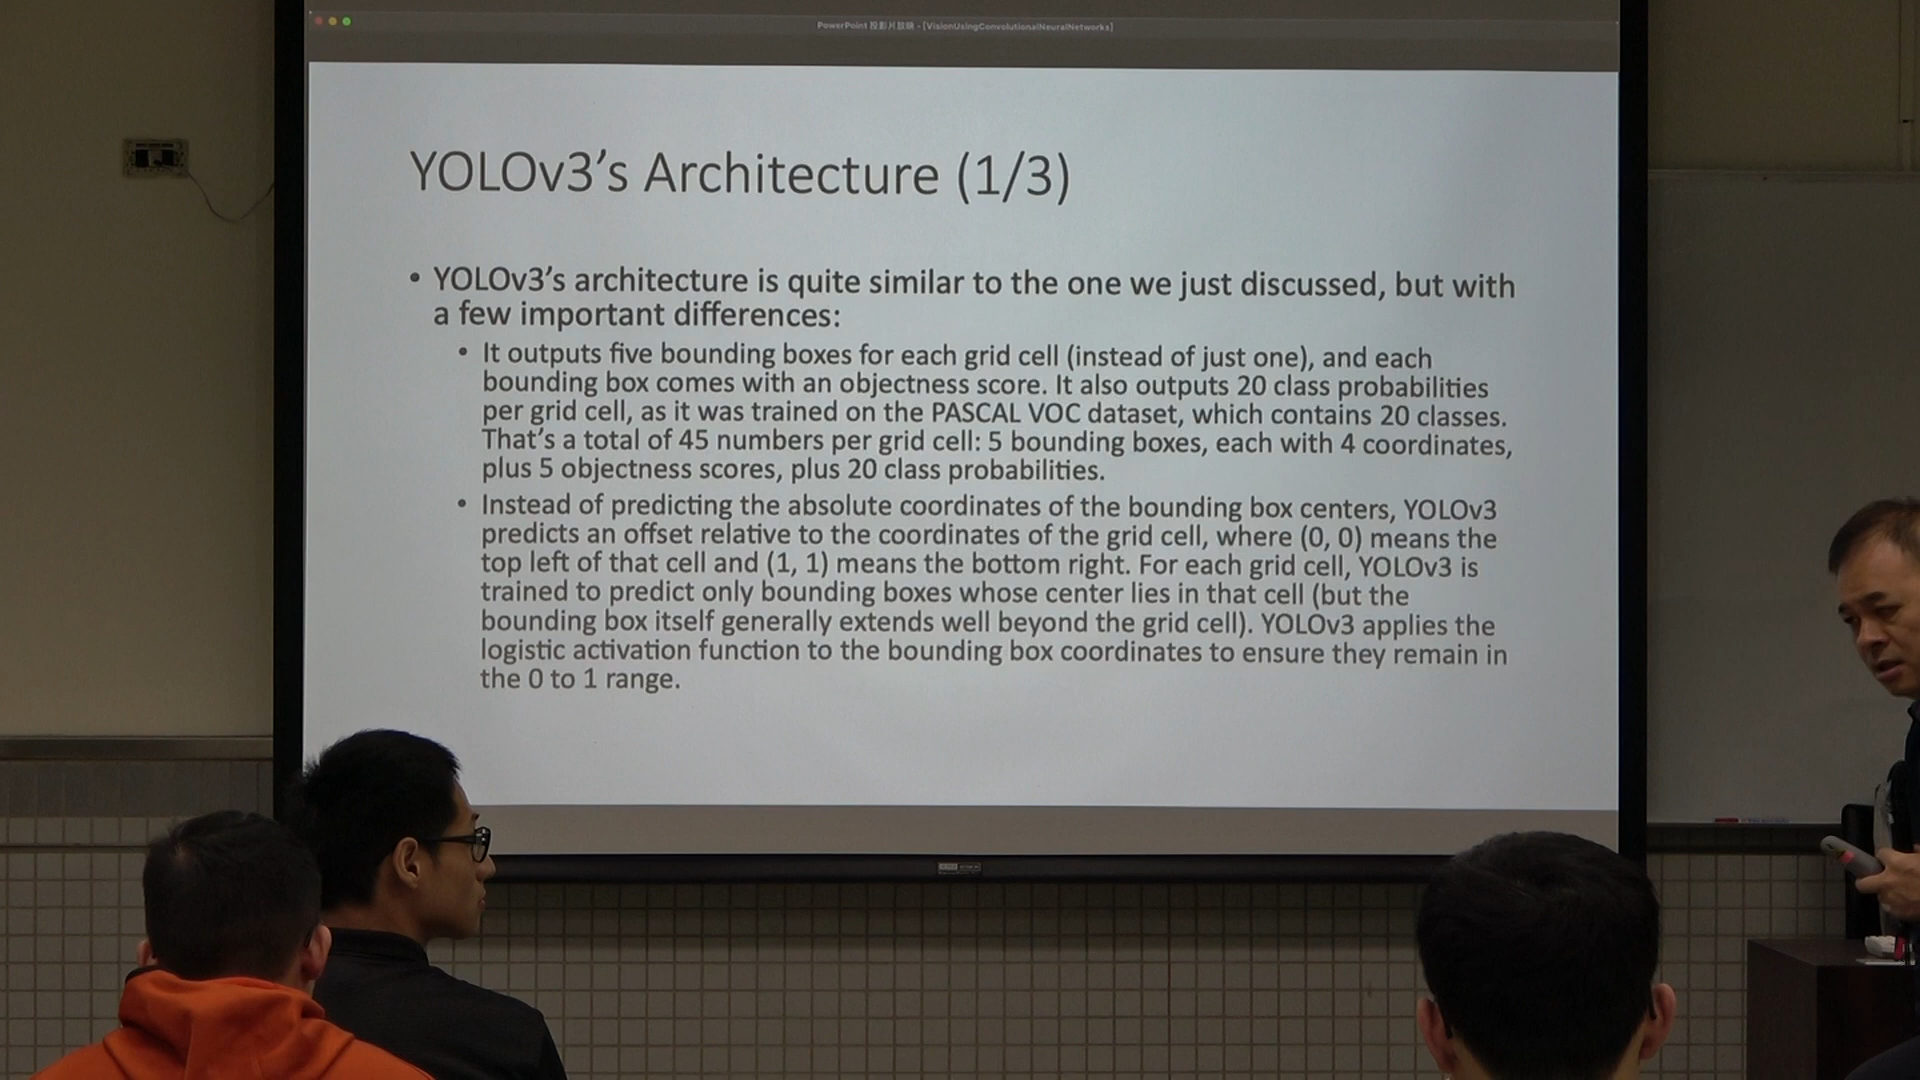 PowerPoint 投影片放映 - [VisionUsingConvolutionalNeuralNetworks]
YOLOv3’s Architecture (1/3)
• YOLOv3’s architecture is quite similar to the one we just discussed, but with
a few important differences:
• It outputs five bounding boxes for each grid cell (instead of just one), and each
bounding box comes with an objectness score. It also outputs 20 class probabilities
per grid cell, as it was trained on the PASCAL VOC dataset, which contains 20 classes.
That’s a total of 45 numbers per grid cell: 5 bounding boxes, each with 4 coordinates,
plus 5 objectness scores, plus 20 class probabilities.
• Instead of predicting the absolute coordinates of the bounding box centers, YOLOv3
predicts an offset relative to the coordinates of the grid cell, where (0, 0) means the
top left of that cell and (1, 1) means the bottom right. For each grid cell, YOLOv3 is
trained to predict only bounding boxes whose center lies in that cell (but the
bounding box itself generally extends well beyond the grid cell). YOLOv3 applies the
logistic activation function to the bounding box coordinates to ensure they remain in
the 0 to 1 range.